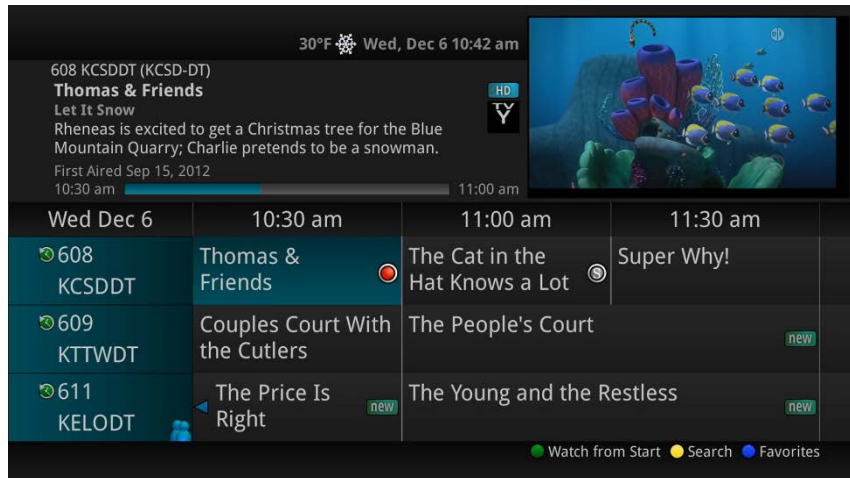 30°F Wed, Dec 6 10:42 am
608 KCSDDT (KCSD-DT)
Thomas & Friends
HD
Let It Snow
TV
Y
Rheneas is excited to get a Christmas tree for the Blue
Mountain Quarry; Charlie pretends to be a snowman.
First Aired Sep 15, 2012
10:30 am 11:00 am
Wed Dec 6 10:30 am 11:00 am 11:30 am
608
KCSDDT
Thomas &
Friends
The Cat in the
Hat Knows a Lot
S
Super Why!
609
KTTWDT
Couples Court With
the Cutlers
The People's Court
new
611
KELODT
The Price Is
Right
new
The Young and the Restless
new
Watch from Start Search Favorites